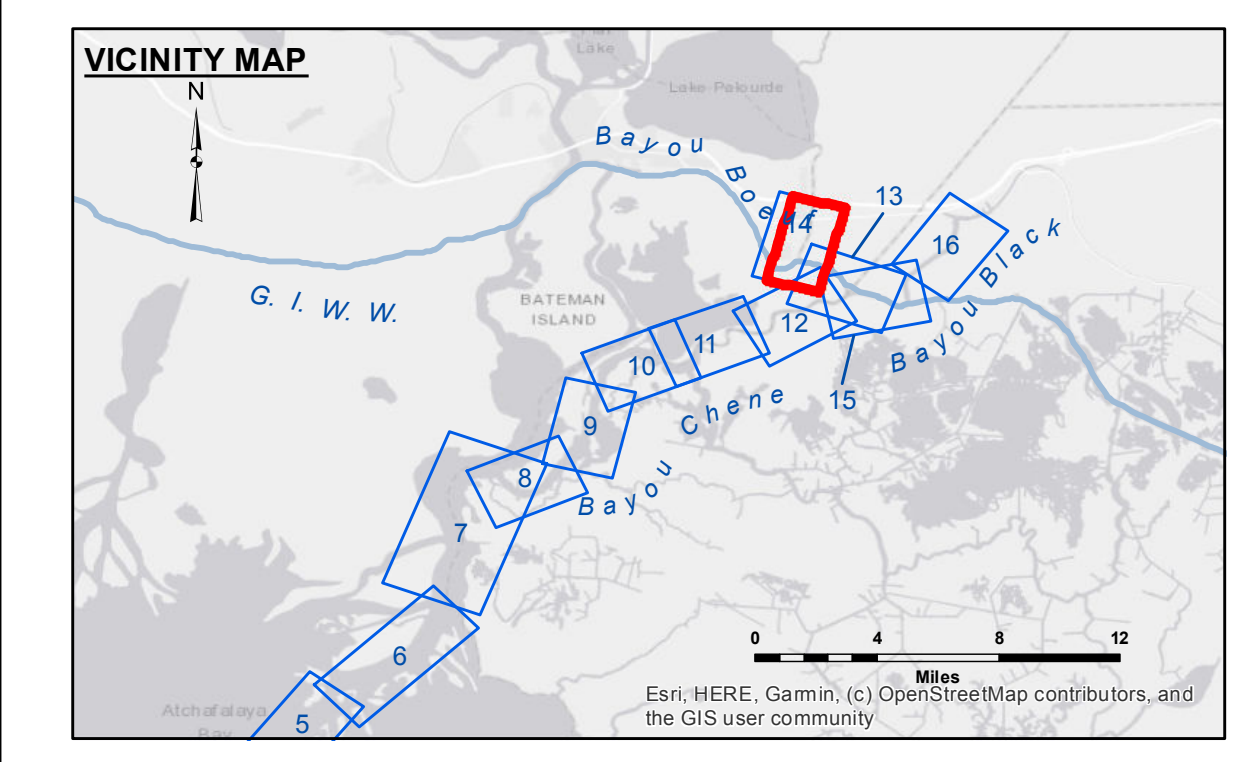 VICINITY MAP
N
Lake
Lake Palourde
Bayou Boeuf
13
14
16
Bayou Black
G. I. W. W.
BATEMAN
ISLAND
12
11
10
15
Bayou Chene
9
8
7
6
5
0 4 8 12
Miles
Esri, HERE, Garmin, (c) OpenStreetMap contributors, and
the GIS user community
Atchafalaya
Bay